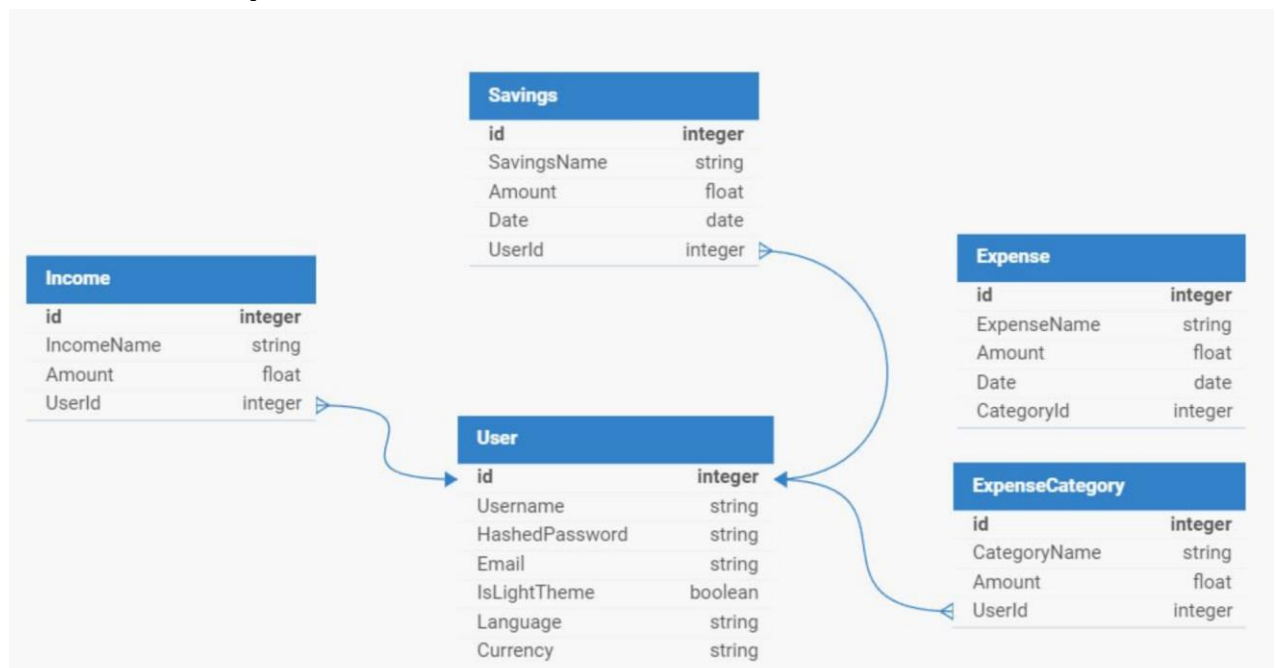 Savings
id integer
SavingsName string
Amount float
Date date
UserId integer
Income
id integer
IncomeName string
Amount float
UserId integer
Expense
id integer
ExpenseName string
Amount float
Date date
CategoryId integer
User
id integer
Username string
HashedPassword string
Email string
IsLightTheme boolean
Language string
Currency string
ExpenseCategory
id integer
CategoryName string
Amount float
UserId integer